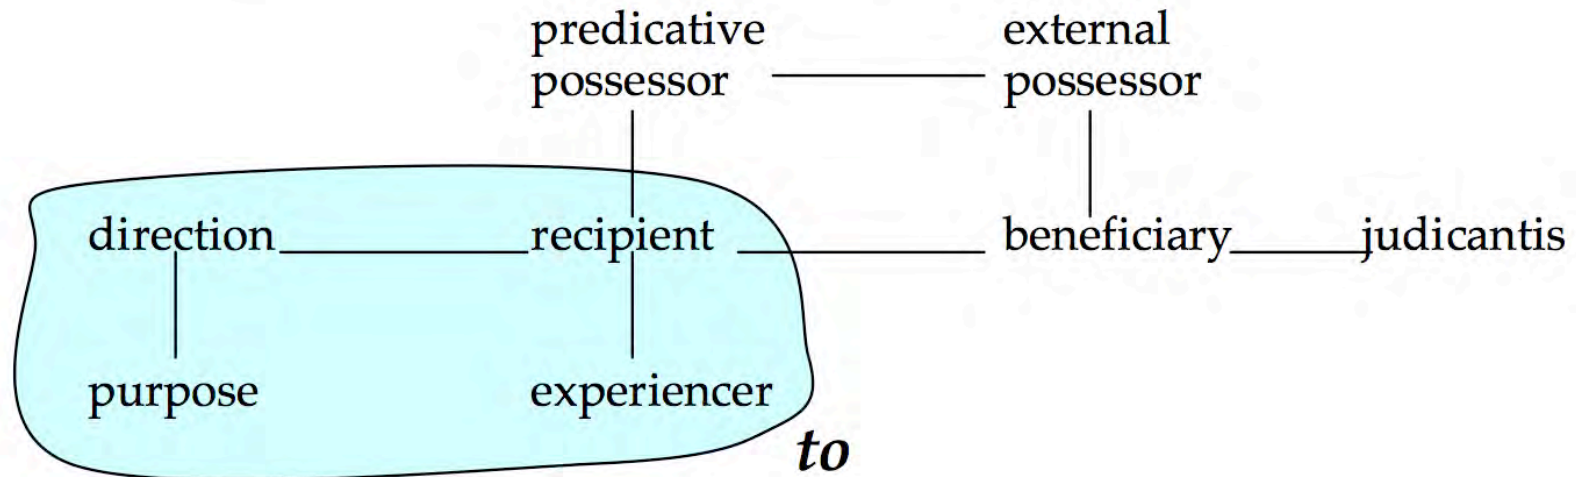 predicative possessor
external possessor
direction recipient beneficiary judicantis
purpose experiencer
to